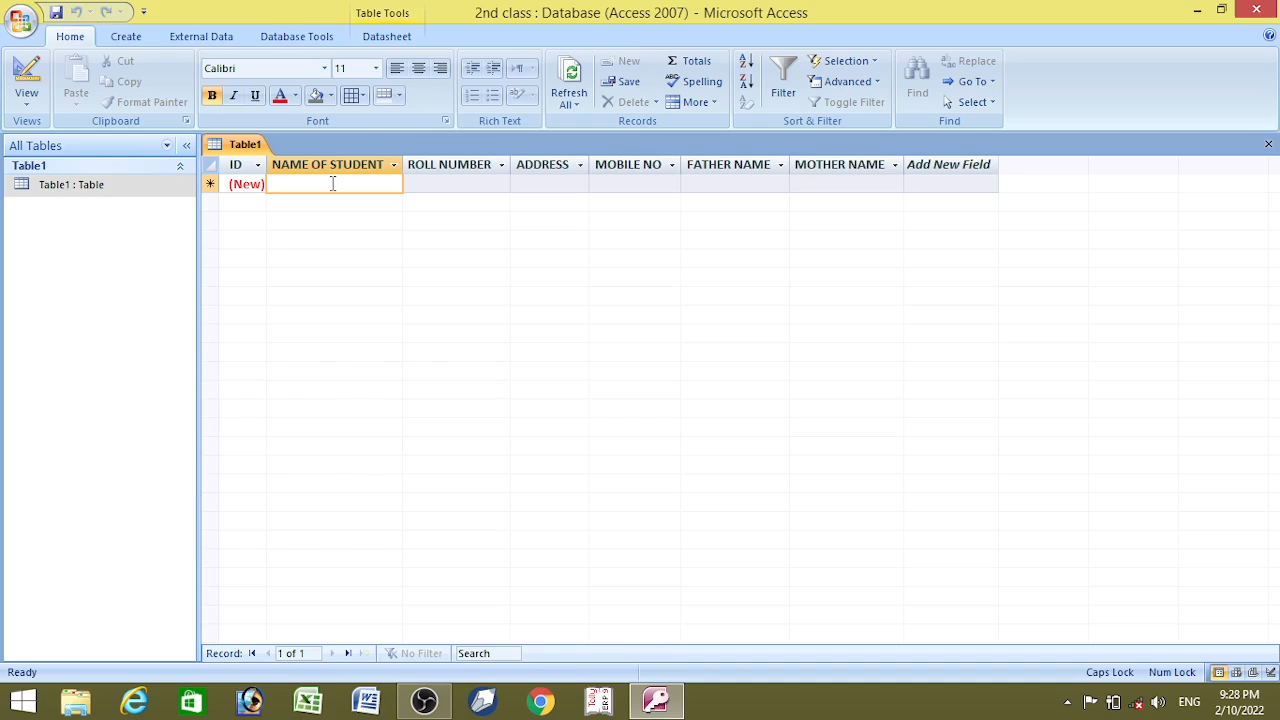 Table Tools
2nd class : Database (Access 2007) - Microsoft Access
Home
Create
External Data
Database Tools
Datasheet
View
Views
Paste
Cut
Copy
Format Painter
Clipboard
Calibri
11
B
I
U
A
Font
Rich Text
Refresh
All
New
Save
Delete
Totals
Spelling
More
Records
Filter
Selection
Advanced
Toggle Filter
Sort & Filter
Find
Replace
Go To
Select
Find
All Tables
Table1
Table1 : Table
Table1
ID
NAME OF STUDENT
ROLL NUMBER
ADDRESS
MOBILE NO
FATHER NAME
MOTHER NAME
Add New Field
(New)
Record:
1 of 1
No Filter
Search
Ready
Caps Lock
Num Lock
ENG
9:28 PM
2/10/2022